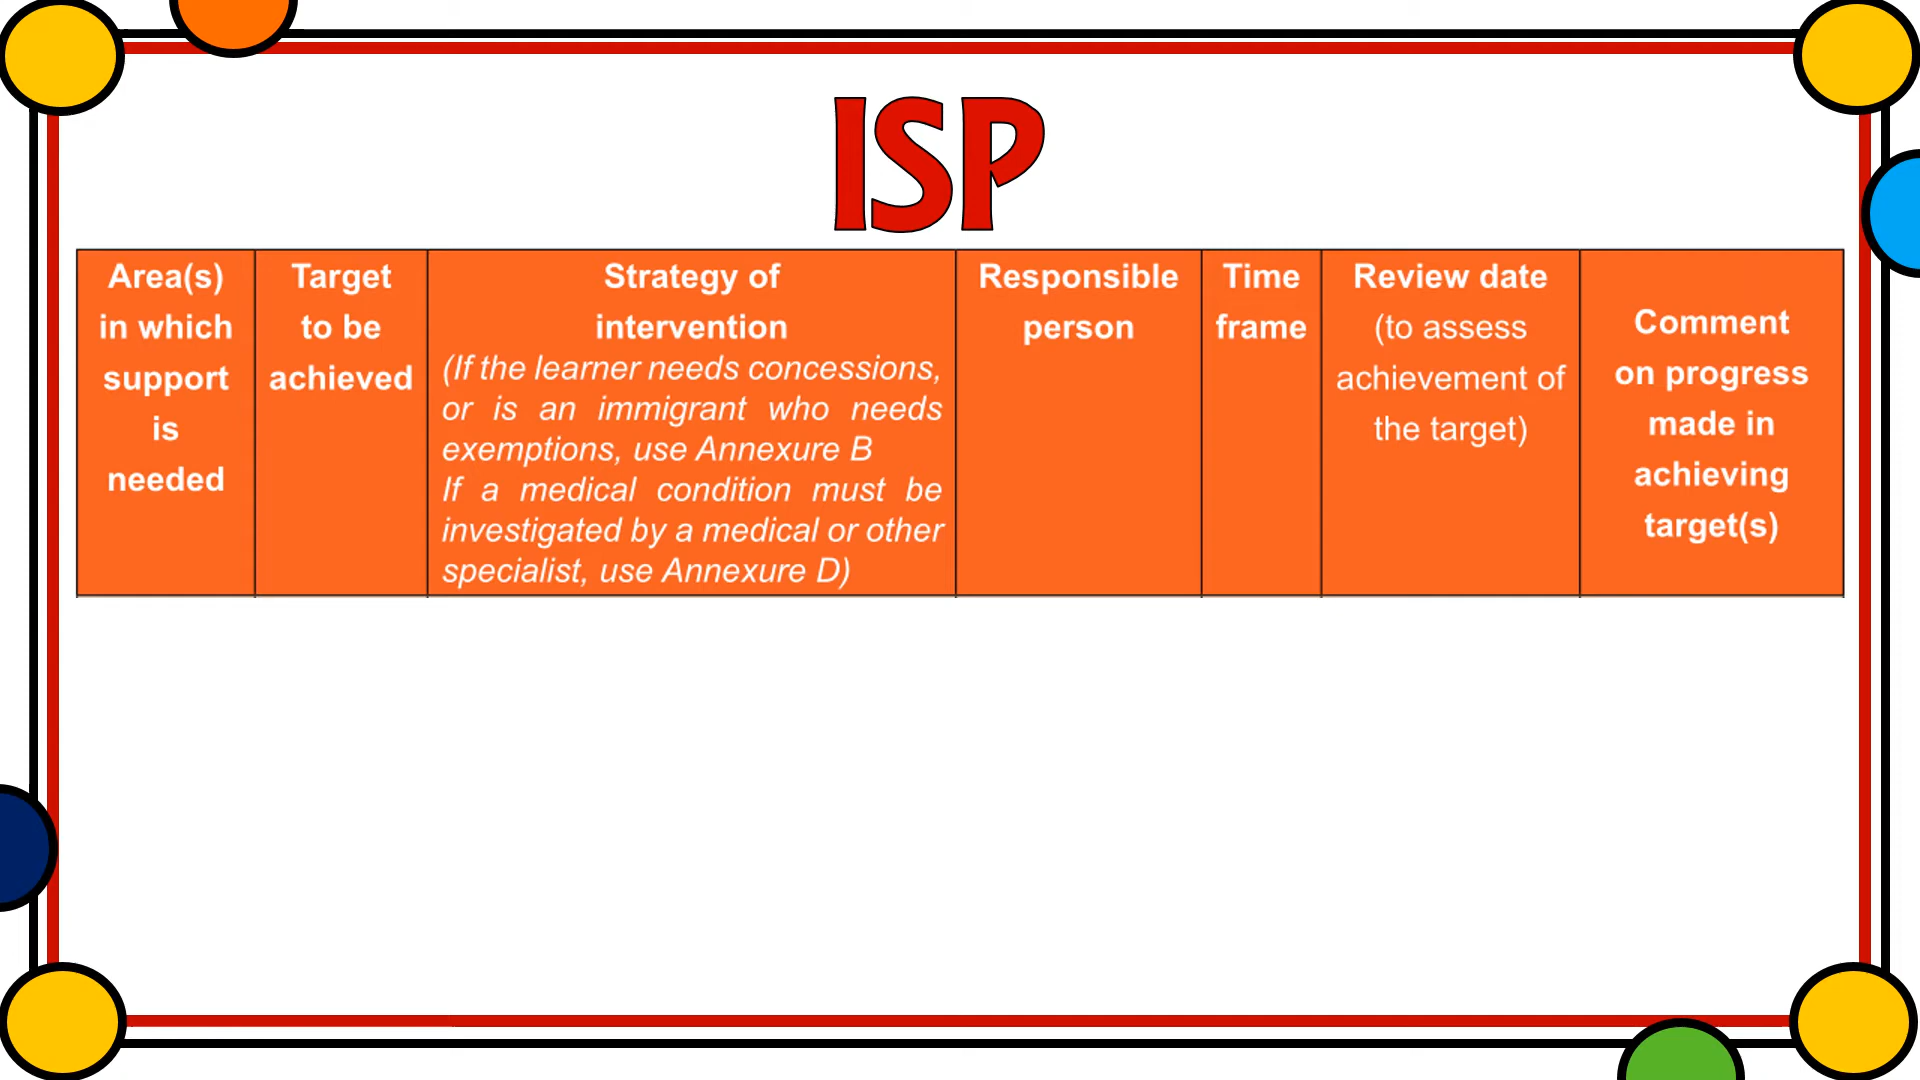 ISP
Area(s)
in which
support
is
needed
Target
to be
achieved
Strategy of
intervention
(If the learner needs concessions,
or is an immigrant who needs
exemptions, use Annexure B
If a medical condition must be
investigated by a medical or other
specialist, use Annexure D)
Responsible
person
Time
frame
Review date
(to assess
achievement of
the target)
Comment
on progress
made in
achieving
target(s)